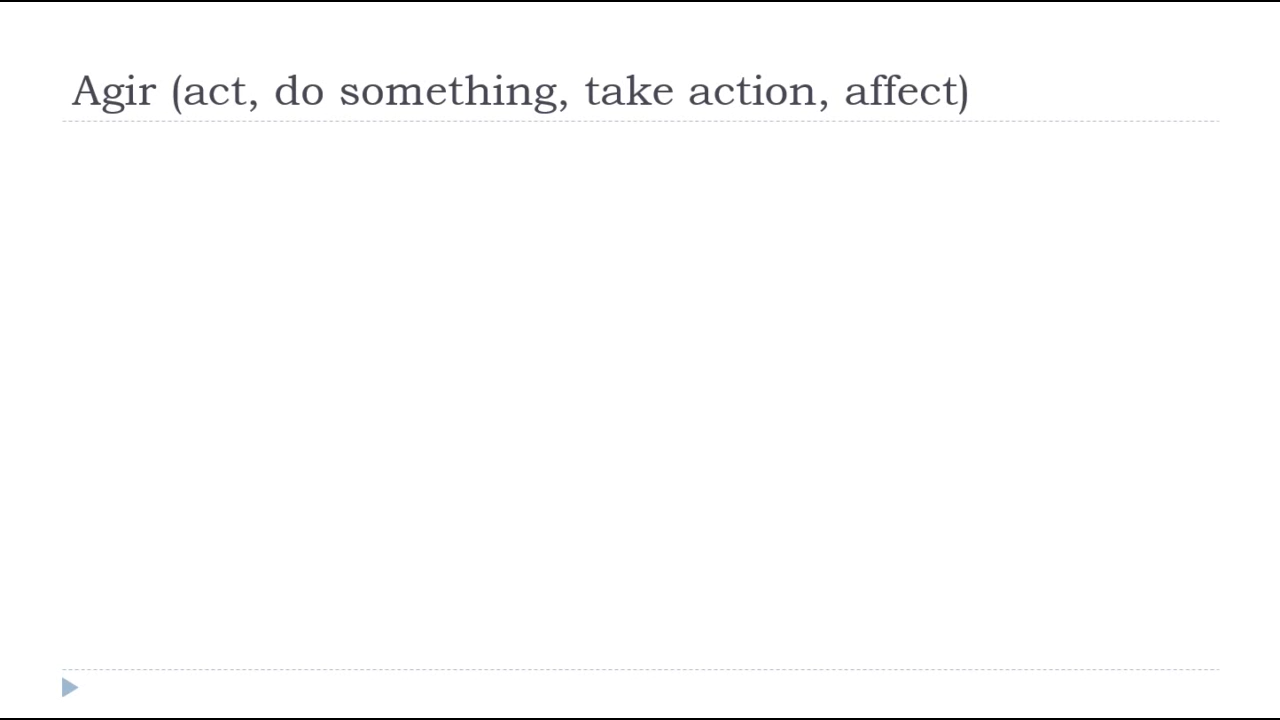 Agir (act, do something, take action, affect)